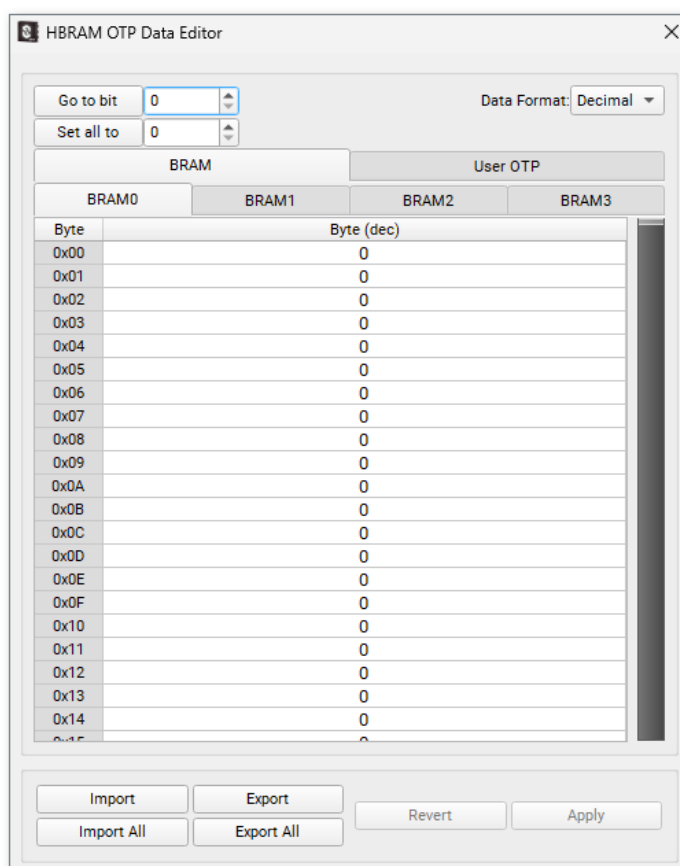 HBRAM OTP Data Editor
Go to bit 0 Data Format: Decimal
Set all to 0
BRAM User OTP
BRAM0 BRAM1 BRAM2 BRAM3
Byte Byte (dec)
0x00 0
0x01 0
0x02 0
0x03 0
0x04 0
0x05 0
0x06 0
0x07 0
0x08 0
0x09 0
0x0A 0
0x0B 0
0x0C 0
0x0D 0
0x0E 0
0x0F 0
0x10 0
0x11 0
0x12 0
0x13 0
0x14 0
0x15 0
Import Export Revert Apply
Import All Export All